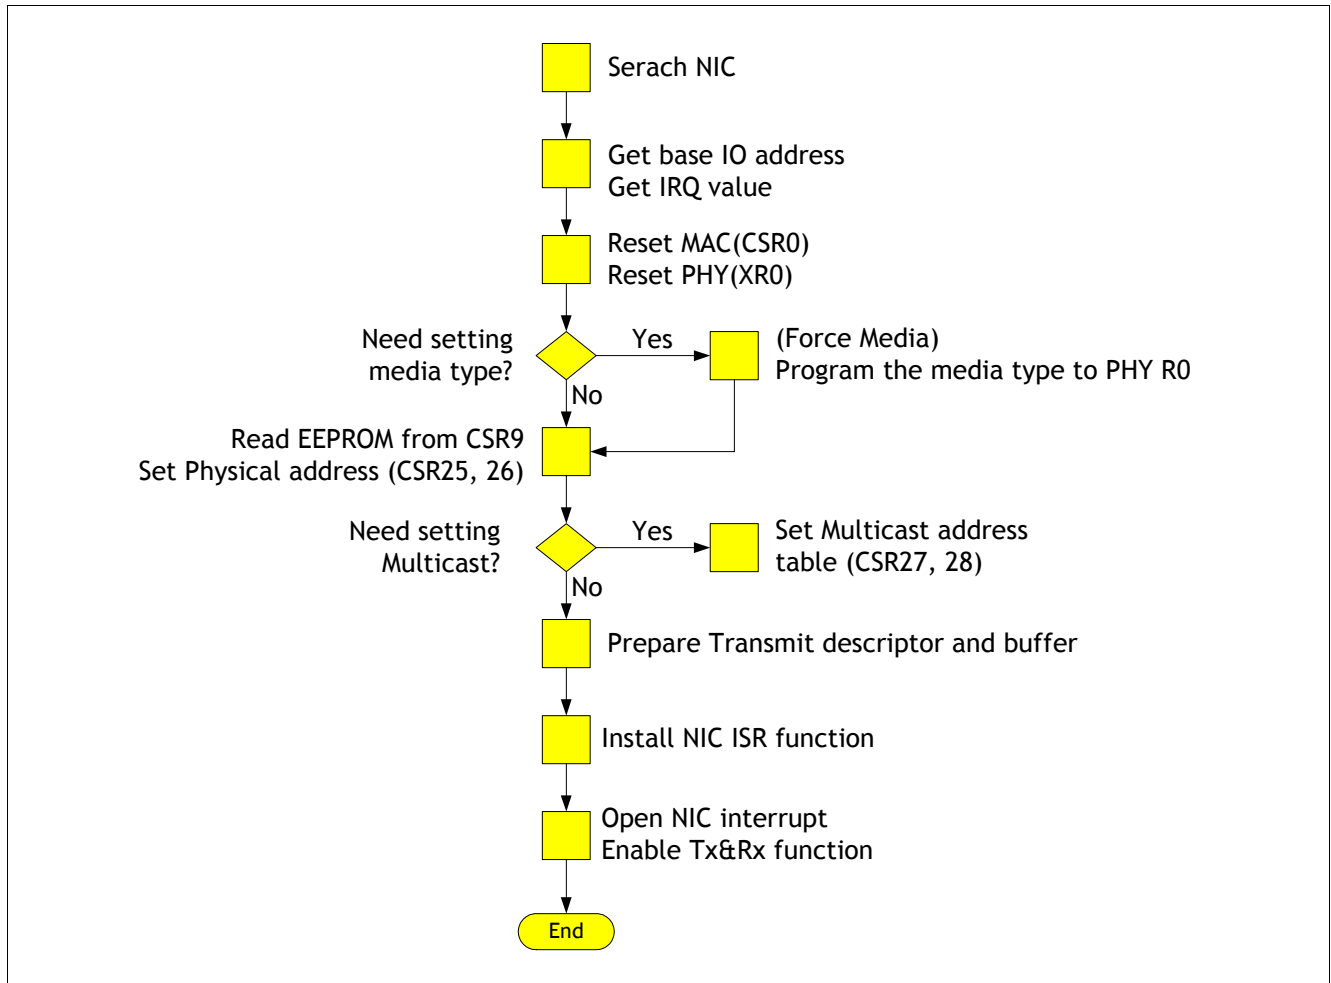 Serach NIC
Get base IO address
Get IRQ value
Reset MAC(CSR0)
Reset PHY(XR0)
Need setting
media type?
Yes
(Force Media)
Program the media type to PHY R0
No
Read EEPROM from CSR9
Set Physical address (CSR25, 26)
Need setting
Multicast?
Yes
Set Multicast address
table (CSR27, 28)
No
Prepare Transmit descriptor and buffer
Install NIC ISR function
Open NIC interrupt
Enable Tx&Rx function
End